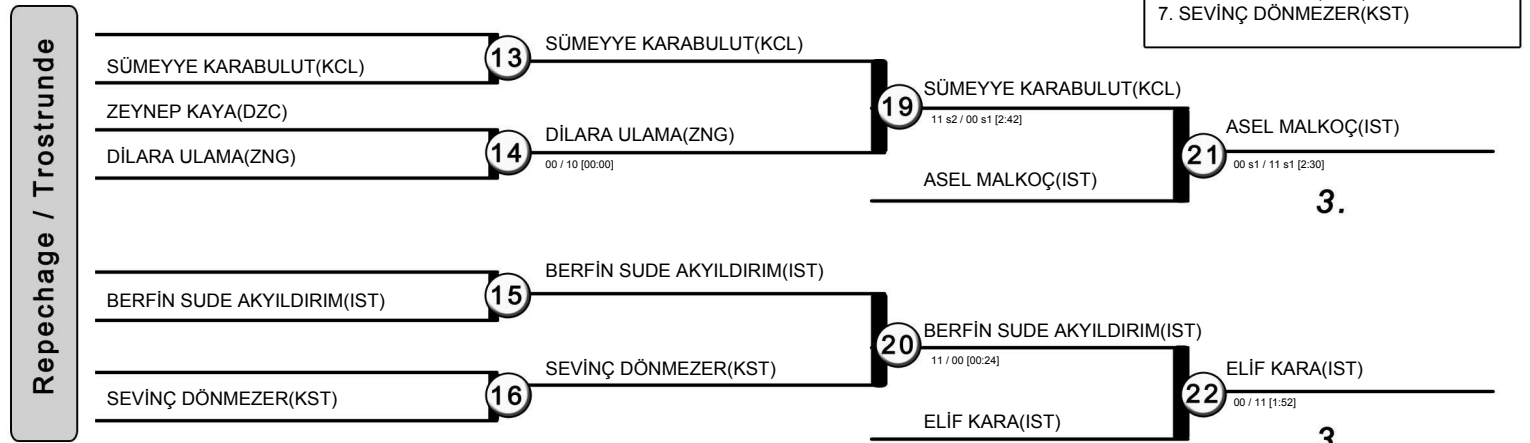 7. SEVİNÇ DÖNMEZER(KST)
Repechage / Trostrunde
SÜMEYYE KARABULUT(KCL)
13
SÜMEYYE KARABULUT(KCL)
ZEYNEP KAYA(DZC)
DİLARA ULAMA(ZNG)
14
DİLARA ULAMA(ZNG)
00 / 10 [00:00]
19
SÜMEYYE KARABULUT(KCL)
11 s2 / 00 s1 [2:42]
ASEL MALKOÇ(IST)
21
ASEL MALKOÇ(IST)
00 s1 / 11 s1 [2:30]
3.
BERFİN SUDE AKYILDIRIM(IST)
15
BERFİN SUDE AKYILDIRIM(IST)
SEVİNÇ DÖNMEZER(KST)
16
SEVİNÇ DÖNMEZER(KST)
20
BERFİN SUDE AKYILDIRIM(IST)
11 / 00 [00:24]
ELİF KARA(IST)
22
ELİF KARA(IST)
00 / 11 [1:52]
3